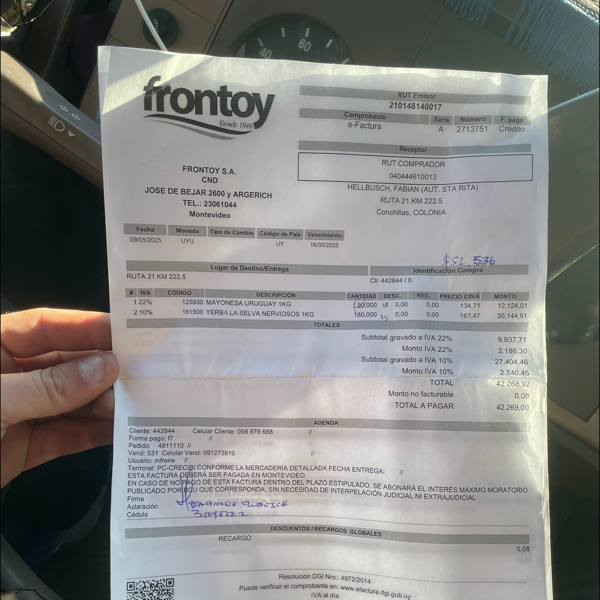 60
frontoy
Desde 1940
RUT Emisor
210148140017
Comprobante Serie Número F. pago
e-Factura A 2713751 Crédito
Receptor
RUT COMPRADOR
040444610013
HELLBUSCH, FABIAN (AUT. STA RITA)
RUTA 21 KM 222.5
Conchillas, COLONIA
FRONTOY S.A.
CND
JOSE DE BEJAR 2600 y ARGERICH
TEL.: 23061044
Montevideo
Fecha Moneda Tipo de Cambio Código de País Vencimiento
09/05/2025 UYU UY 16/05/2025
$52.536
Lugar de Destino/Entrega Identificación Compra
RUTA 21 KM 222.5 Cli: 442844 / 0
# IVA CÓDIGO DESCRIPCIÓN CANTIDAD DESC. REC. PRECIO C/IVA MONTO
1 22% 125930 MAYONESA URUGUAY 1KG 0,00 0,00 134,71 12.124,01
2 10% 181500 YERBA LA SELVA NERVIOSOS 1KG 180,000 0,00 0,00 167,47 30.144,91
TOTALES
Subtotal gravado a IVA 22% 9.937,71
Monto IVA 22% 2.186,30
Subtotal gravado a IVA 10% 27.404,46
Monto IVA 10% 2.740,45
TOTAL 42.268,92
Monto no facturable 0,08
TOTAL A PAGAR 42.269,00
ADENDA
Cliente: 442844 Celular Cliente: 098 979 688 //
Forma pago: f7 //
Pedido: 4811110 //
Vend: 531 Celular Vend: 091273819 //
Usuario: mfreire //
Terminal: PC-CRECIBI CONFORME LA MERCADERIA DETALLADA FECHA ENTREGA: //
ESTA FACTURA DEBERÁ SER PAGADA EN MONTEVIDEO
EN CASO DE NO PAGO DE ESTA FACTURA DENTRO DEL PLAZO ESTIPULADO, SE ABONARÁ EL INTERÉS MÁXIMO MORATORIO
PUBLICADO POR BCU QUE CORRESPONDA, SIN NECESIDAD DE INTERPELACIÓN JUDICIAL NI EXTRAJUDICIAL
Firma
Aclaración
Cédula
DESCUENTOS / RECARGOS GLOBALES
RECARGO 0,08
Resolución DGI Nro.: 4972/2014
Puede verificar el comprobante en: www.efactura.dgi.gub.uy
IVA al día